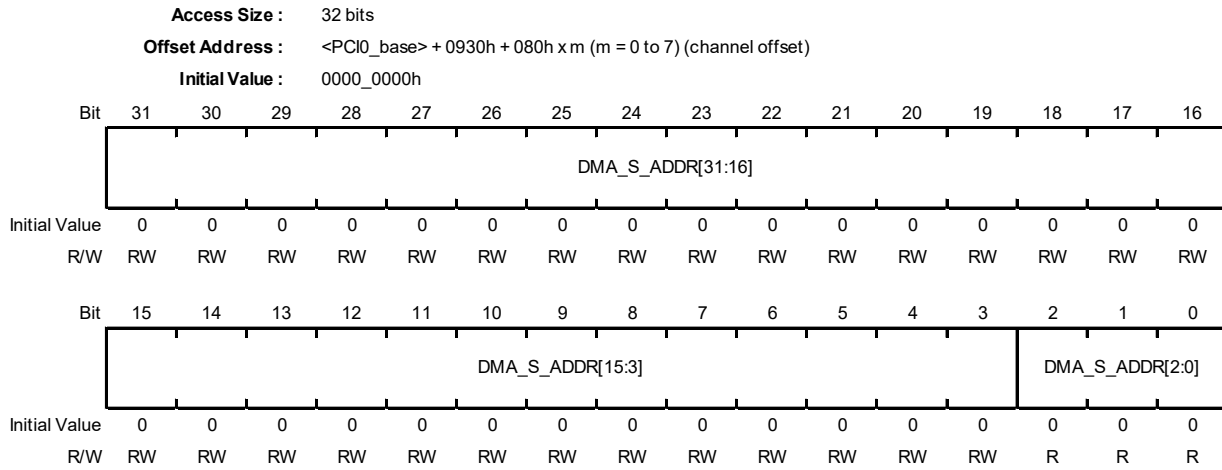 Access Size : 32 bits
Offset Address : <PCI0_base> + 0930h + 080h x m (m = 0 to 7) (channel offset)
Initial Value : 0000_0000h
Bit 31 30 29 28 27 26 25 24 23 22 21 20 19 18 17 16
DMA_S_ADDR[31:16]
Initial Value 0 0 0 0 0 0 0 0 0 0 0 0 0 0 0 0
R/W RW RW RW RW RW RW RW RW RW RW RW RW RW RW RW RW
Bit 15 14 13 12 11 10 9 8 7 6 5 4 3 2 1 0
DMA_S_ADDR[15:3] DMA_S_ADDR[2:0]
Initial Value 0 0 0 0 0 0 0 0 0 0 0 0 0 0 0 0
R/W RW RW RW RW RW RW RW RW RW RW RW RW RW R R R